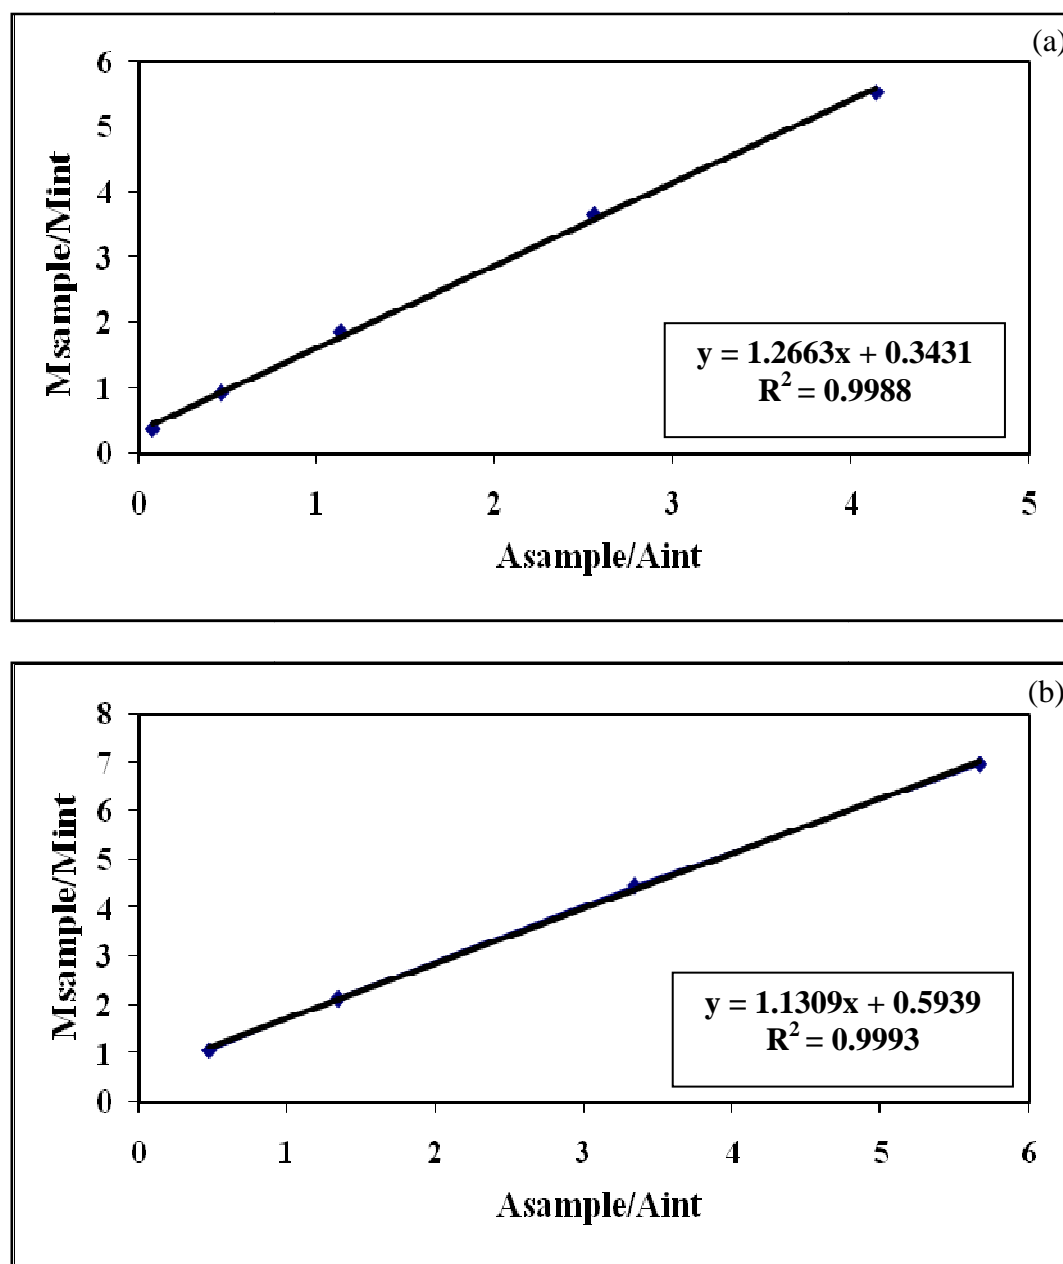 (a)
6
5
4
3
2
1
0
Msample/Mint
y = 1.2663x + 0.3431
R² = 0.9988
0 1 2 3 4 5
Asample/Aint
(b)
8
7
6
5
4
3
2
1
0
Msample/Mint
y = 1.1309x + 0.5939
R² = 0.9993
0 1 2 3 4 5 6
Asample/Aint